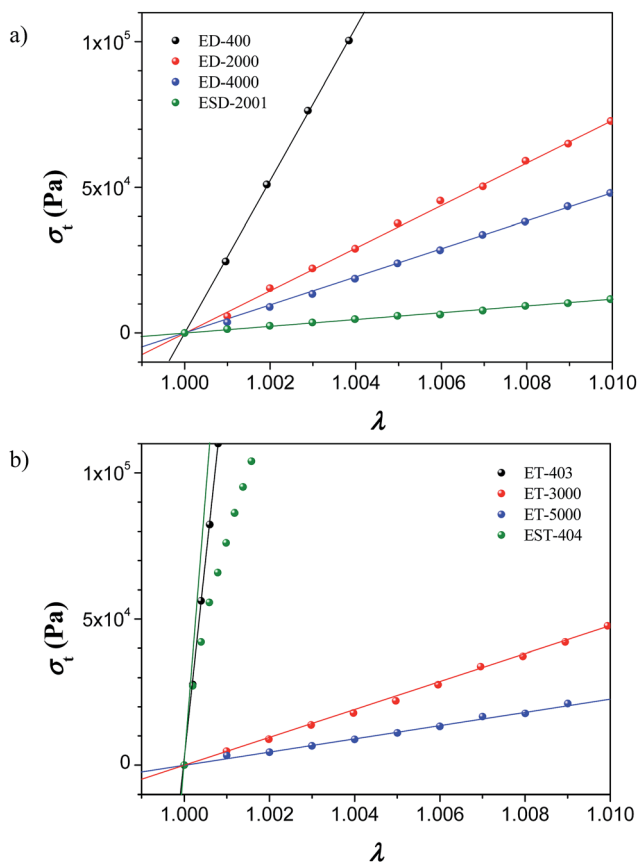 a)
ED-400
ED-2000
ED-4000
ESD-2001
1x10⁵
5x10⁴
0
σt (Pa)
1.000 1.002 1.004 1.006 1.008 1.010
λ
b)
ET-403
ET-3000
ET-5000
EST-404
1x10⁵
5x10⁴
0
σt (Pa)
1.000 1.002 1.004 1.006 1.008 1.010
λ